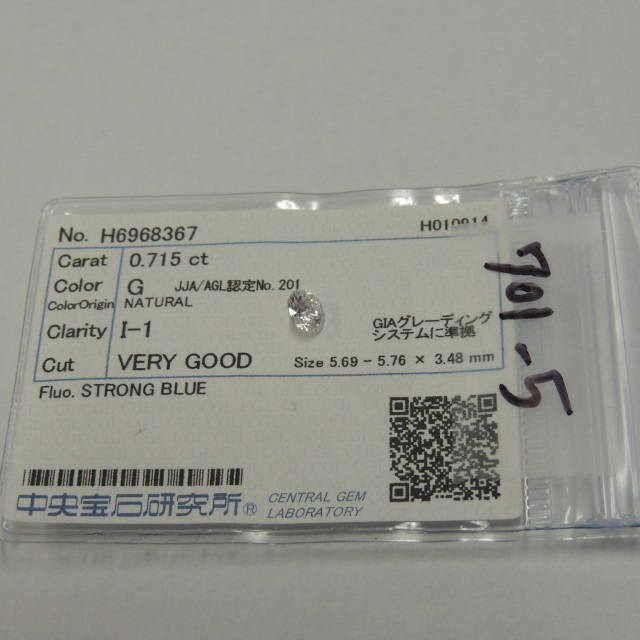 No. H6968367
H010914
Carat 0.715 ct
Color G JJA/AGL認定No.201
ColorOrigin NATURAL
Clarity I-1
GIAグレーディング
システムに準拠
Cut VERY GOOD Size 5.69 - 5.76 × 3.48 mm
Fluo. STRONG BLUE
中央宝石研究所®
CENTRAL GEM
LABORATORY
701-5